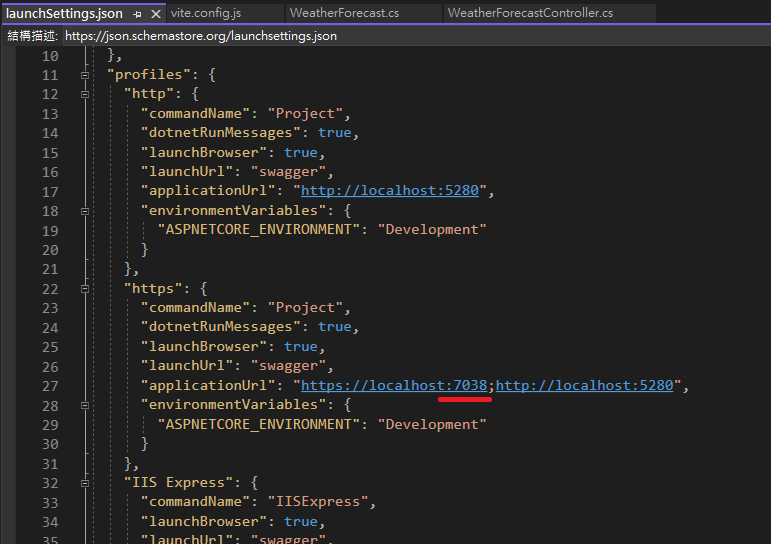 launchSettings.json vite.config.js WeatherForecast.cs WeatherForecastController.cs
結構描述: https://json.schemastore.org/launchsettings.json
10 },
11 "profiles": {
12 "http": {
13 "commandName": "Project",
14 "dotnetRunMessages": true,
15 "launchBrowser": true,
16 "launchUrl": "swagger",
17 "applicationUrl": "http://localhost:5280",
18 "environmentVariables": {
19 "ASPNETCORE_ENVIRONMENT": "Development"
20 }
21 },
22 "https": {
23 "commandName": "Project",
24 "dotnetRunMessages": true,
25 "launchBrowser": true,
26 "launchUrl": "swagger",
27 "applicationUrl": "https://localhost:7038;http://localhost:5280",
28 "environmentVariables": {
29 "ASPNETCORE_ENVIRONMENT": "Development"
30 }
31 },
32 "IIS Express": {
33 "commandName": "IISExpress",
34 "launchBrowser": true,
35 "launchUrl": "swagger",